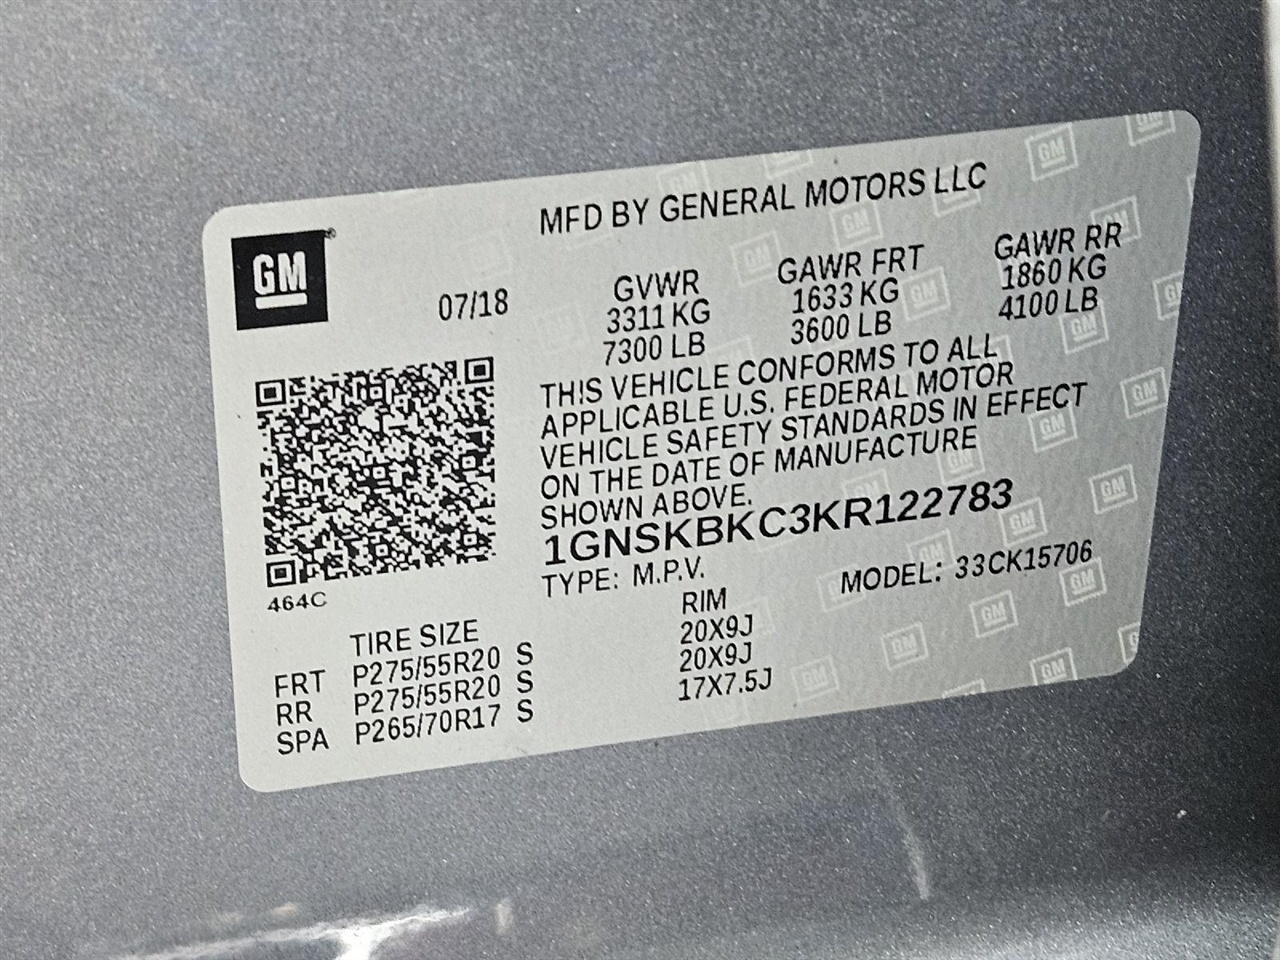 GM
MFD BY GENERAL MOTORS LLC
07/18
GVWR GAWR FRT GAWR RR
3311 KG 1633 KG 1860 KG
7300 LB 3600 LB 4100 LB
THIS VEHICLE CONFORMS TO ALL
APPLICABLE U.S. FEDERAL MOTOR
VEHICLE SAFETY STANDARDS IN EFFECT
ON THE DATE OF MANUFACTURE
SHOWN ABOVE.
1GNSKBKC3KR122783
TYPE: M.P.V. MODEL: 33CK15706
464C
TIRE SIZE RIM
FRT P275/55R20 S 20X9J
RR P275/55R20 S 20X9J
SPA P265/70R17 S 17X7.5J